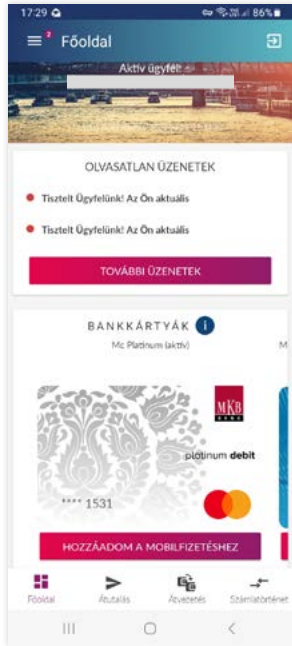 17:29
86%
2
Főoldal
Aktív ügyfél:
OLVASATLAN ÜZENETEK
Tisztelt Ügyfelünk! Az Ön aktuális
Tisztelt Ügyfelünk! Az Ön aktuális
TOVÁBBI ÜZENETEK
BANKKÁRTYÁK i
Mc Platinum (aktív)
M
MKB
BANK
platinum debit
**** 1531
HOZZÁADOM A MOBILFIZETÉSHEZ
Főoldal Átutalás Átvezetés Számlatörténet